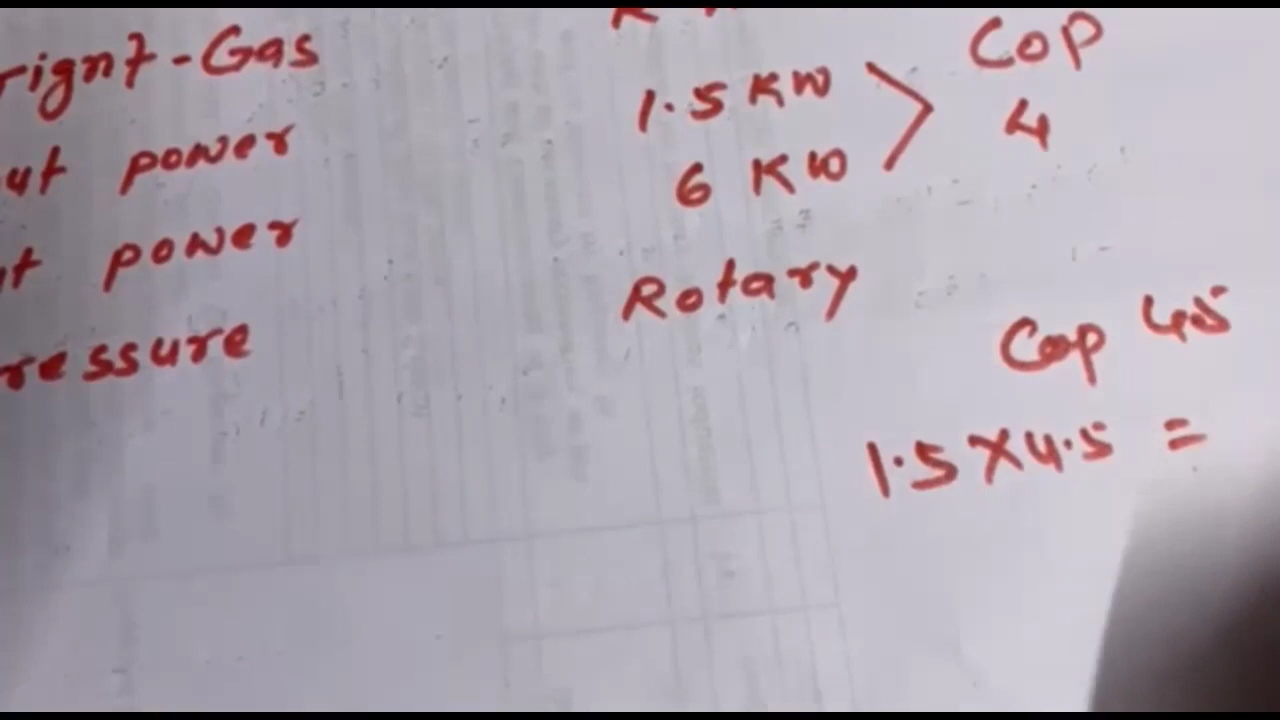 rignt-Gas
COP
1.5 KW
4
ut power
6 KW
t power
Rotary
Cop 4.5
ressure
1.5 X 4.5 =